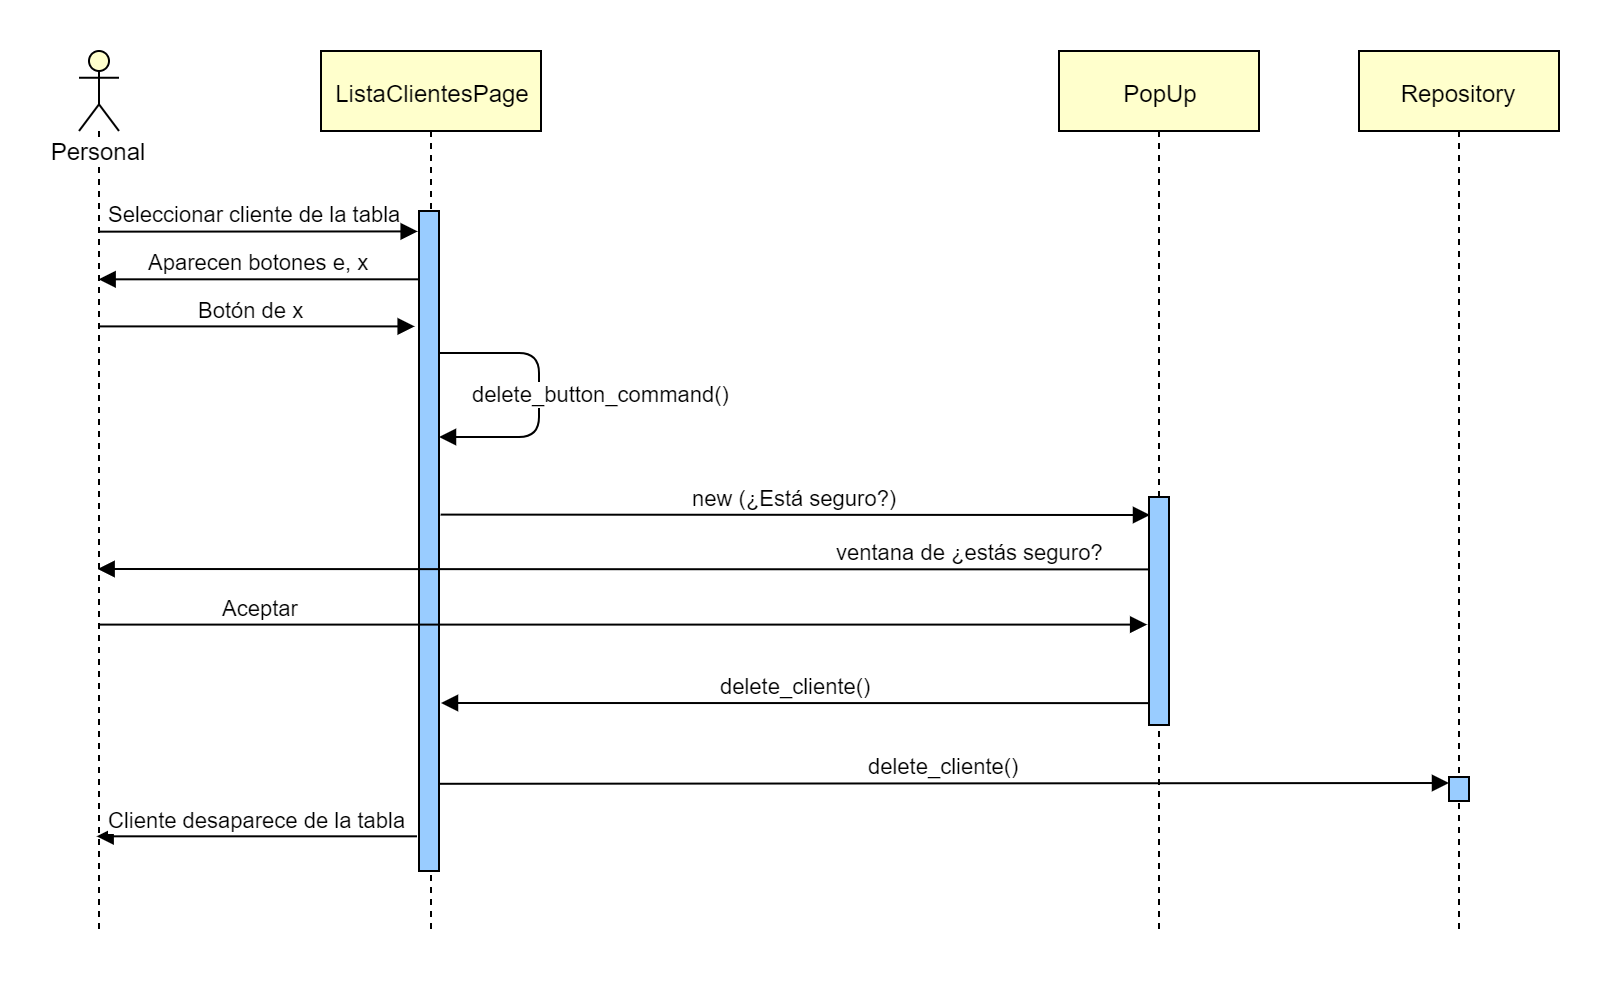 Personal
ListaClientesPage
PopUp
Repository
Seleccionar cliente de la tabla
Aparecen botones e, x
Botón de x
delete_button_command()
new (¿Está seguro?)
ventana de ¿estás seguro?
Aceptar
delete_cliente()
delete_cliente()
Cliente desaparece de la tabla